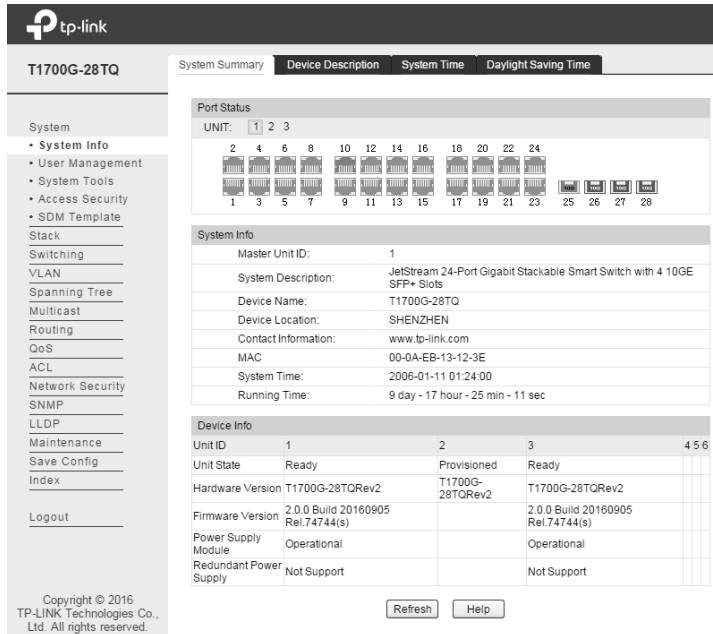 tp-link
T1700G-28TQ
System Summary Device Description System Time Daylight Saving Time
System
• System Info
• User Management
• System Tools
• Access Security
• SDM Template
Stack
Switching
VLAN
Spanning Tree
Multicast
Routing
QoS
ACL
Network Security
SNMP
LLDP
Maintenance
Save Config
Index
Logout
Copyright © 2016
TP-LINK Technologies Co.,
Ltd. All rights reserved.
Port Status
UNIT: 1 2 3
2 4 6 8 10 12 14 16 18 20 22 24
10G 10G 10G 10G
1 3 5 7 9 11 13 15 17 19 21 23 25 26 27 28
System Info
Master Unit ID: 1
System Description: JetStream 24-Port Gigabit Stackable Smart Switch with 4 10GE
SFP+ Slots
Device Name: T1700G-28TQ
Device Location: SHENZHEN
Contact Information: www.tp-link.com
MAC 00-0A-EB-13-12-3E
System Time: 2006-01-11 01:24:00
Running Time: 9 day - 17 hour - 25 min - 11 sec
Device Info
Unit ID 1 2 3 4 5 6
Unit State Ready Provisioned Ready
Hardware Version T1700G-28TQRev2 T1700G-
28TQRev2 T1700G-28TQRev2
Firmware Version 2.0.0 Build 20160905
Rel.74744(s) 2.0.0 Build 20160905
Rel.74744(s)
Power Supply
Module Operational Operational
Redundant Power
Supply Not Support Not Support
Refresh Help